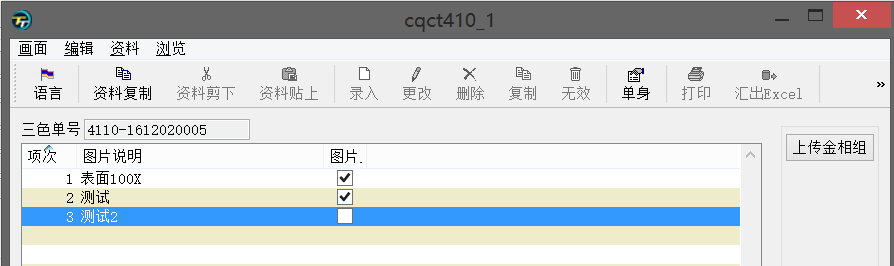 cqct410_1
画面 编辑 资料 浏览
语言 资料复制 资料剪下 资料贴上 录入 更改 删除 复制 无效 单身 打印 汇出Excel »
三色单号 4110-1612020005
上传金相组
项次 图片说明 图片.
1 表面100X
2 测试
3 测试2